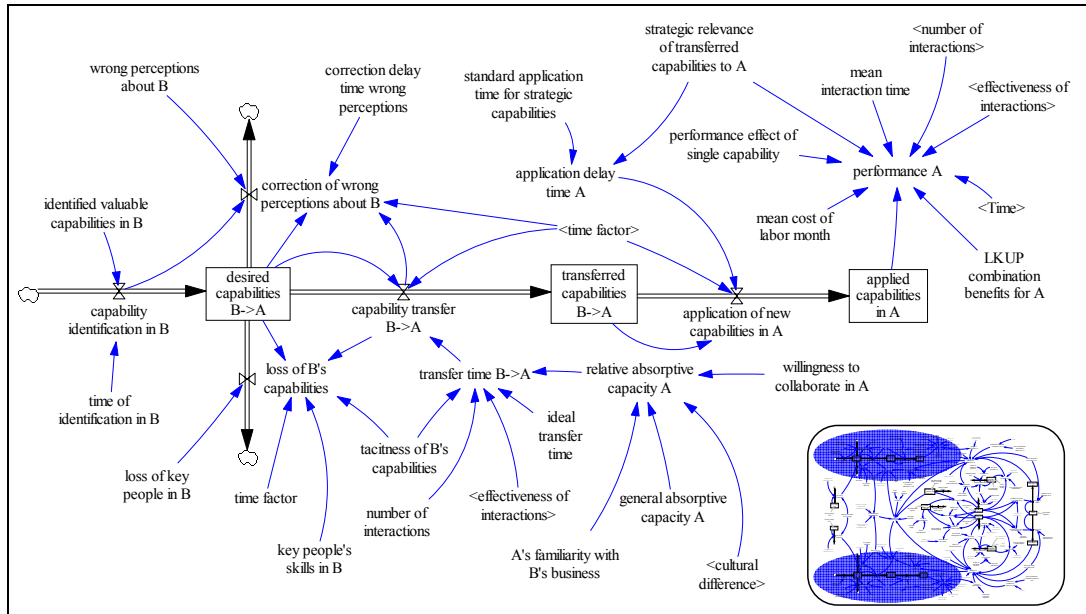 wrong perceptions
about B
correction delay
time wrong
perceptions
standard application
time for strategic
capabilities
strategic relevance
of transferred
capabilities to A
<number of
interactions>
mean
interaction time
<effectiveness of
interactions>
performance effect of
single capability
performance A
application delay
time A
correction of wrong
perceptions about B
identified valuable
capabilities in B
<time factor>
mean cost of
labor month
<Time>
LKUP
combination
benefits for A
desired
capabilities
B->A
transferred
capabilities
B->A
applied
capabilities
in A
capability
identification in B
capability transfer
B->A
application of new
capabilities in A
loss of B's
capabilities
transfer time B->A
relative absorptive
capacity A
willingness to
collaborate in A
time of
identification in B
ideal
transfer
time
tacitness of B's
capabilities
loss of key
people in B
time factor
number of
interactions
<effectiveness of
interactions>
general absorptive
capacity A
key people's
skills in B
A's familiarity with
B's business
<cultural
difference>